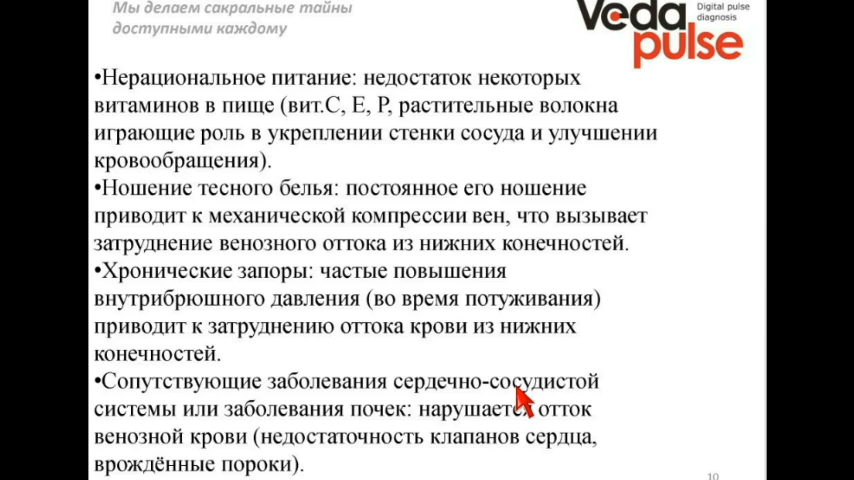 Мы делаем сакральные тайны
доступными каждому
Veda
pulse
Digital pulse
diagnosis
•Нерациональное питание: недостаток некоторых
витаминов в пище (вит.С, Е, Р, растительные волокна
играющие роль в укреплении стенки сосуда и улучшении
кровообращения).
•Ношение тесного белья: постоянное его ношение
приводит к механической компрессии вен, что вызывает
затруднение венозного оттока из нижних конечностей.
•Хронические запоры: частые повышения
внутрибрюшного давления (во время потуживания)
приводит к затруднению оттока крови из нижних
конечностей.
•Сопутствующие заболевания сердечно-сосудистой
системы или заболевания почек: нарушается отток
венозной крови (недостаточность клапанов сердца,
врождённые пороки).
10